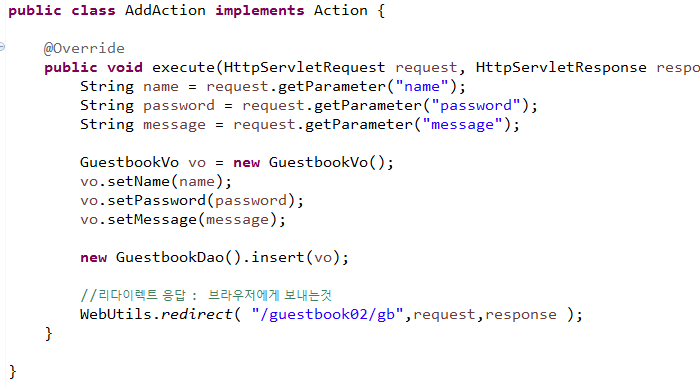 public class AddAction implements Action {
@Override
public void execute(HttpServletRequest request, HttpServletResponse respo
String name = request.getParameter("name");
String password = request.getParameter("password");
String message = request.getParameter("message");
GuestbookVo vo = new GuestbookVo();
vo.setName(name);
vo.setPassword(password);
vo.setMessage(message);
new GuestbookDao().insert(vo);
//리다이렉트 응답 : 브라우저에게 보내는것
WebUtils.redirect( "/guestbook02/gb",request,response );
}
}